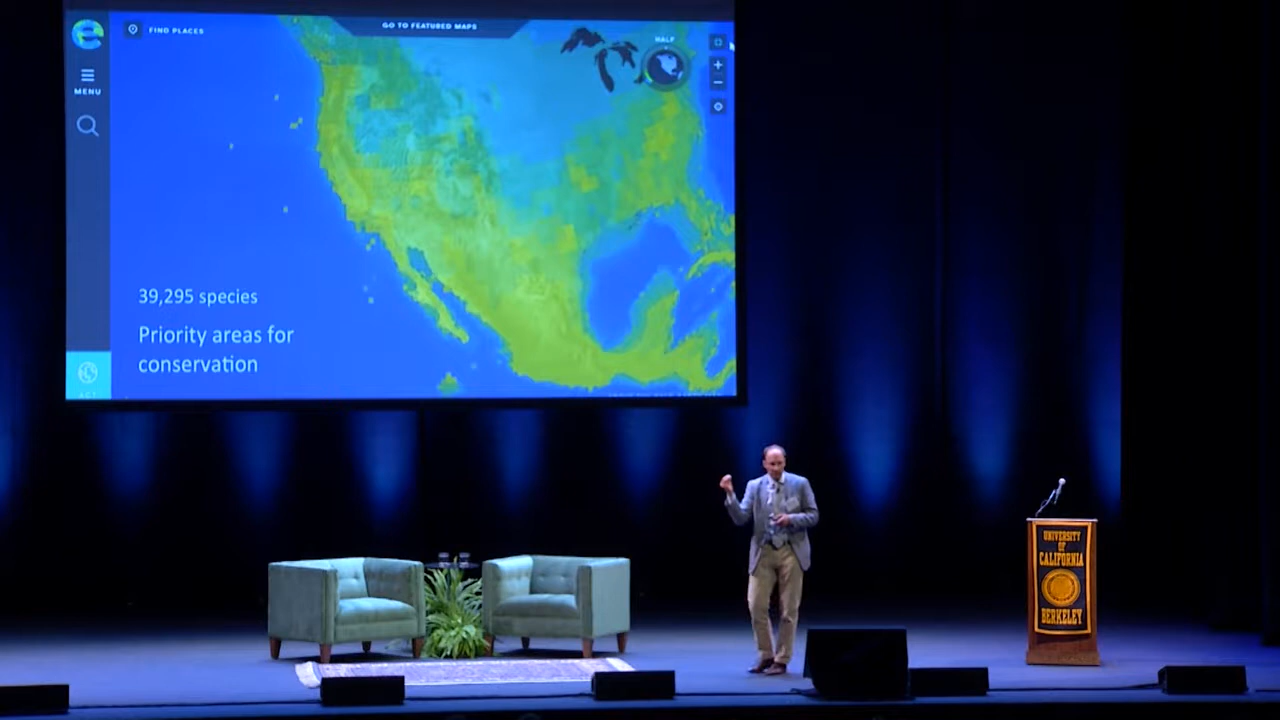 GO TO FEATURED MAPS
FIND PLACES
HALF
MENU
39,295 species
Priority areas for
conservation
UNIVERSITY
OF
CALIFORNIA
BERKELEY